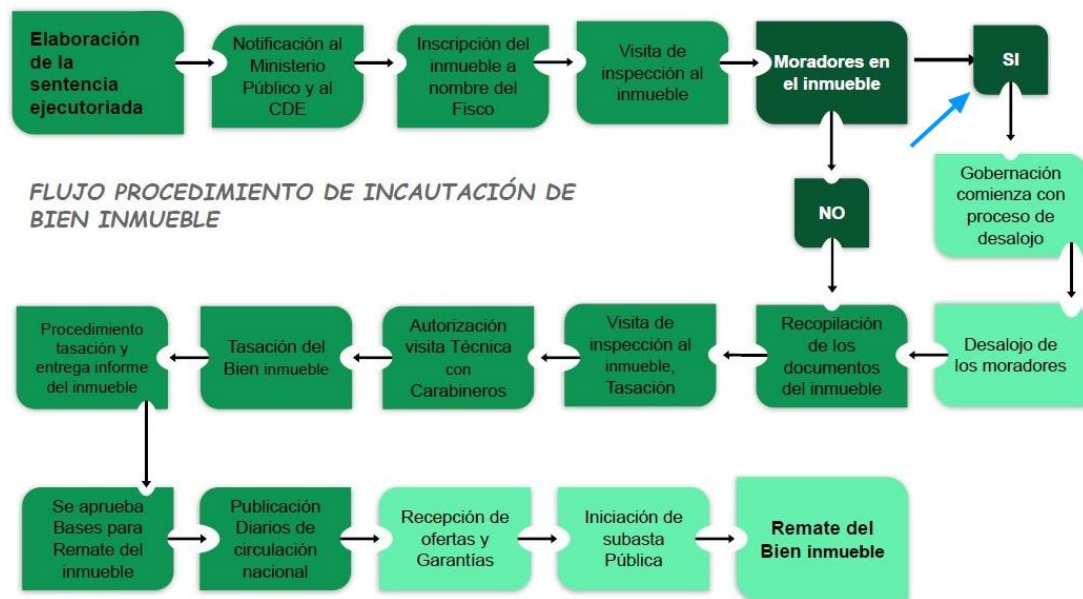 Elaboración
de la
sentencia
ejecutoriada
Notificación al
Ministerio
Público y al
CDE
Inscripción del
inmueble a
nombre del
Fisco
Visita de
inspección al
inmueble
Moradores en
el inmueble
SI
FLUJO PROCEDIMIENTO DE INCAUTACIÓN DE
BIEN INMUEBLE
NO
Gobernación
comienza con
proceso de
desalojo
Procedimiento
tasación y
entrega informe
del inmueble
Tasación del
Bien inmueble
Autorización
visita Técnica
con
Carabineros
Visita de
inspección al
inmueble,
Tasación
Recopilación
de los
documentos
del inmueble
Desalojo de
los moradores
Se aprueba
Bases para
Remate del
inmueble
Publicación
Diarios de
circulación
nacional
Recepción de
ofertas y
Garantías
Iniciación de
subasta
Pública
Remate del
Bien inmueble